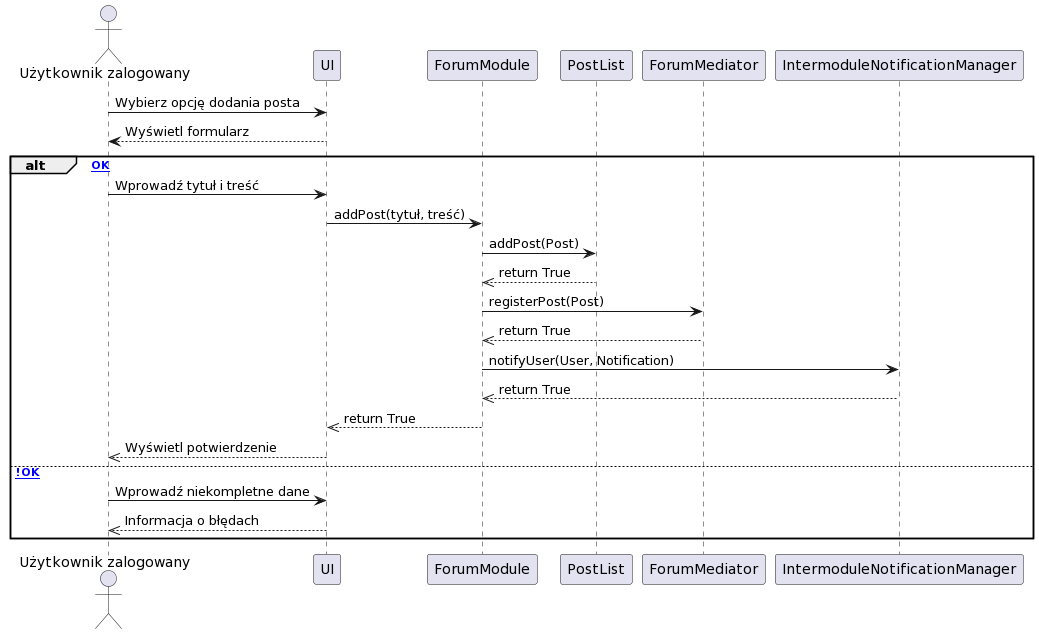 Użytkownik zalogowany
UI
ForumModule
PostList
ForumMediator
IntermoduleNotificationManager
Wybierz opcję dodania posta
Wyświetl formularz
alt
OK
Wprowadź tytuł i treść
addPost(tytuł, treść)
addPost(Post)
return True
registerPost(Post)
return True
notifyUser(User, Notification)
return True
return True
Wyświetl potwierdzenie
!OK
Wprowadź niekompletne dane
Informacja o błędach
Użytkownik zalogowany
UI
ForumModule
PostList
ForumMediator
IntermoduleNotificationManager